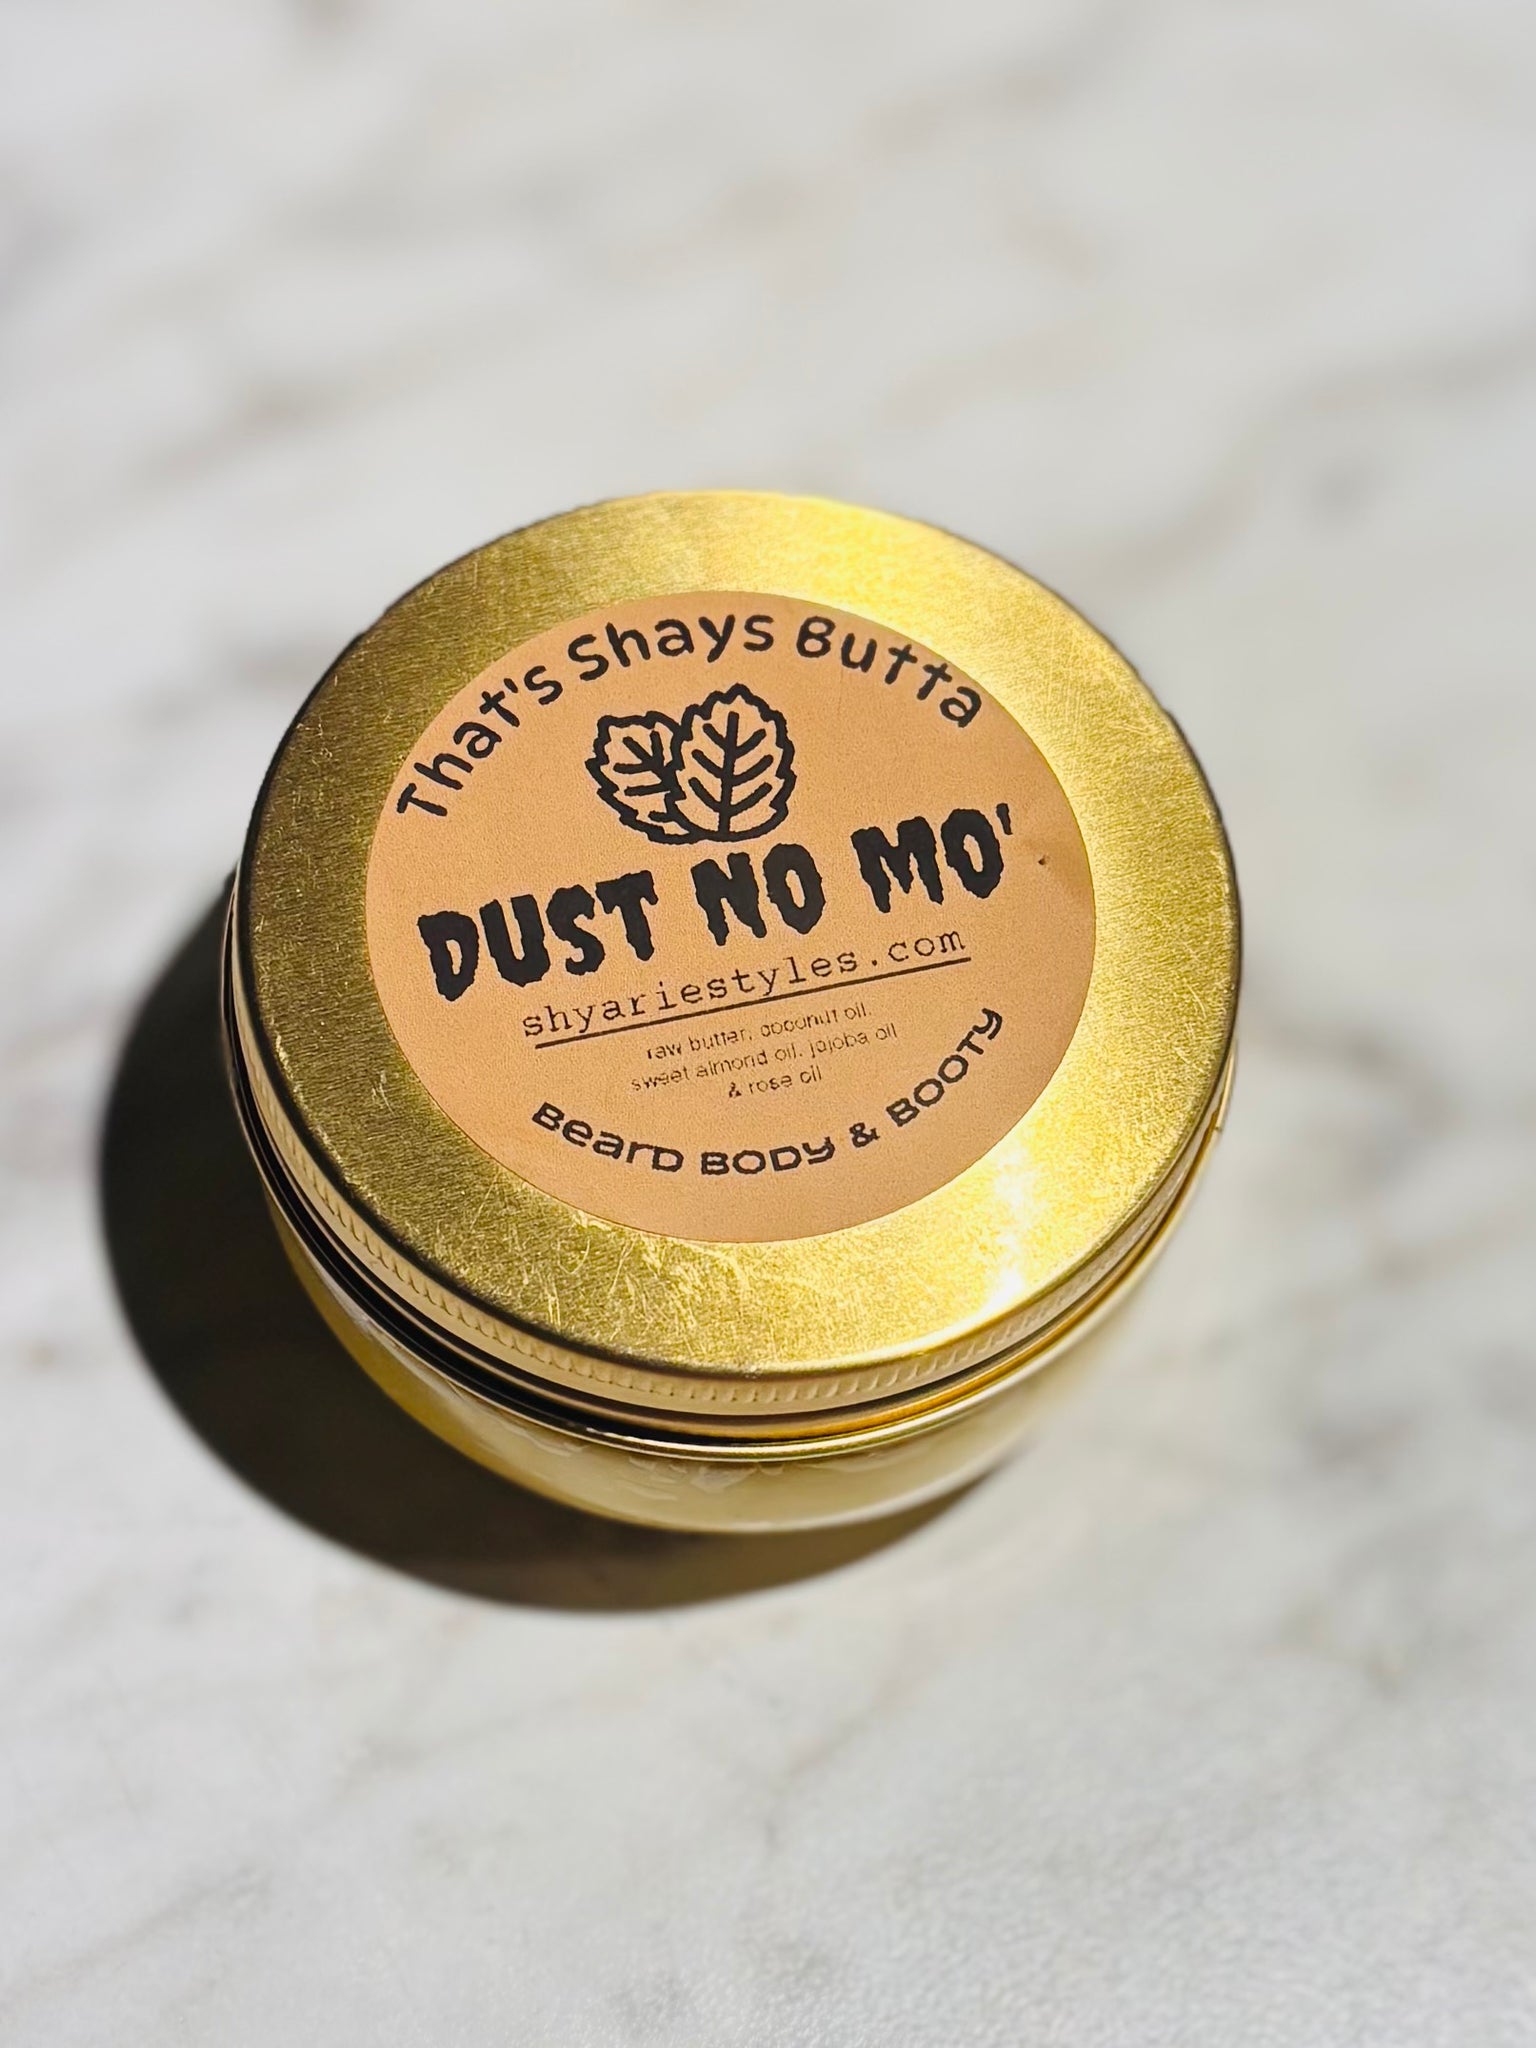 That's Shays Butta
DUST NO MO'
shyariestyles.com
raw butter, coconut oil,
sweet almond oil, jojoba oil
& rose oil
Beard Body & Booty